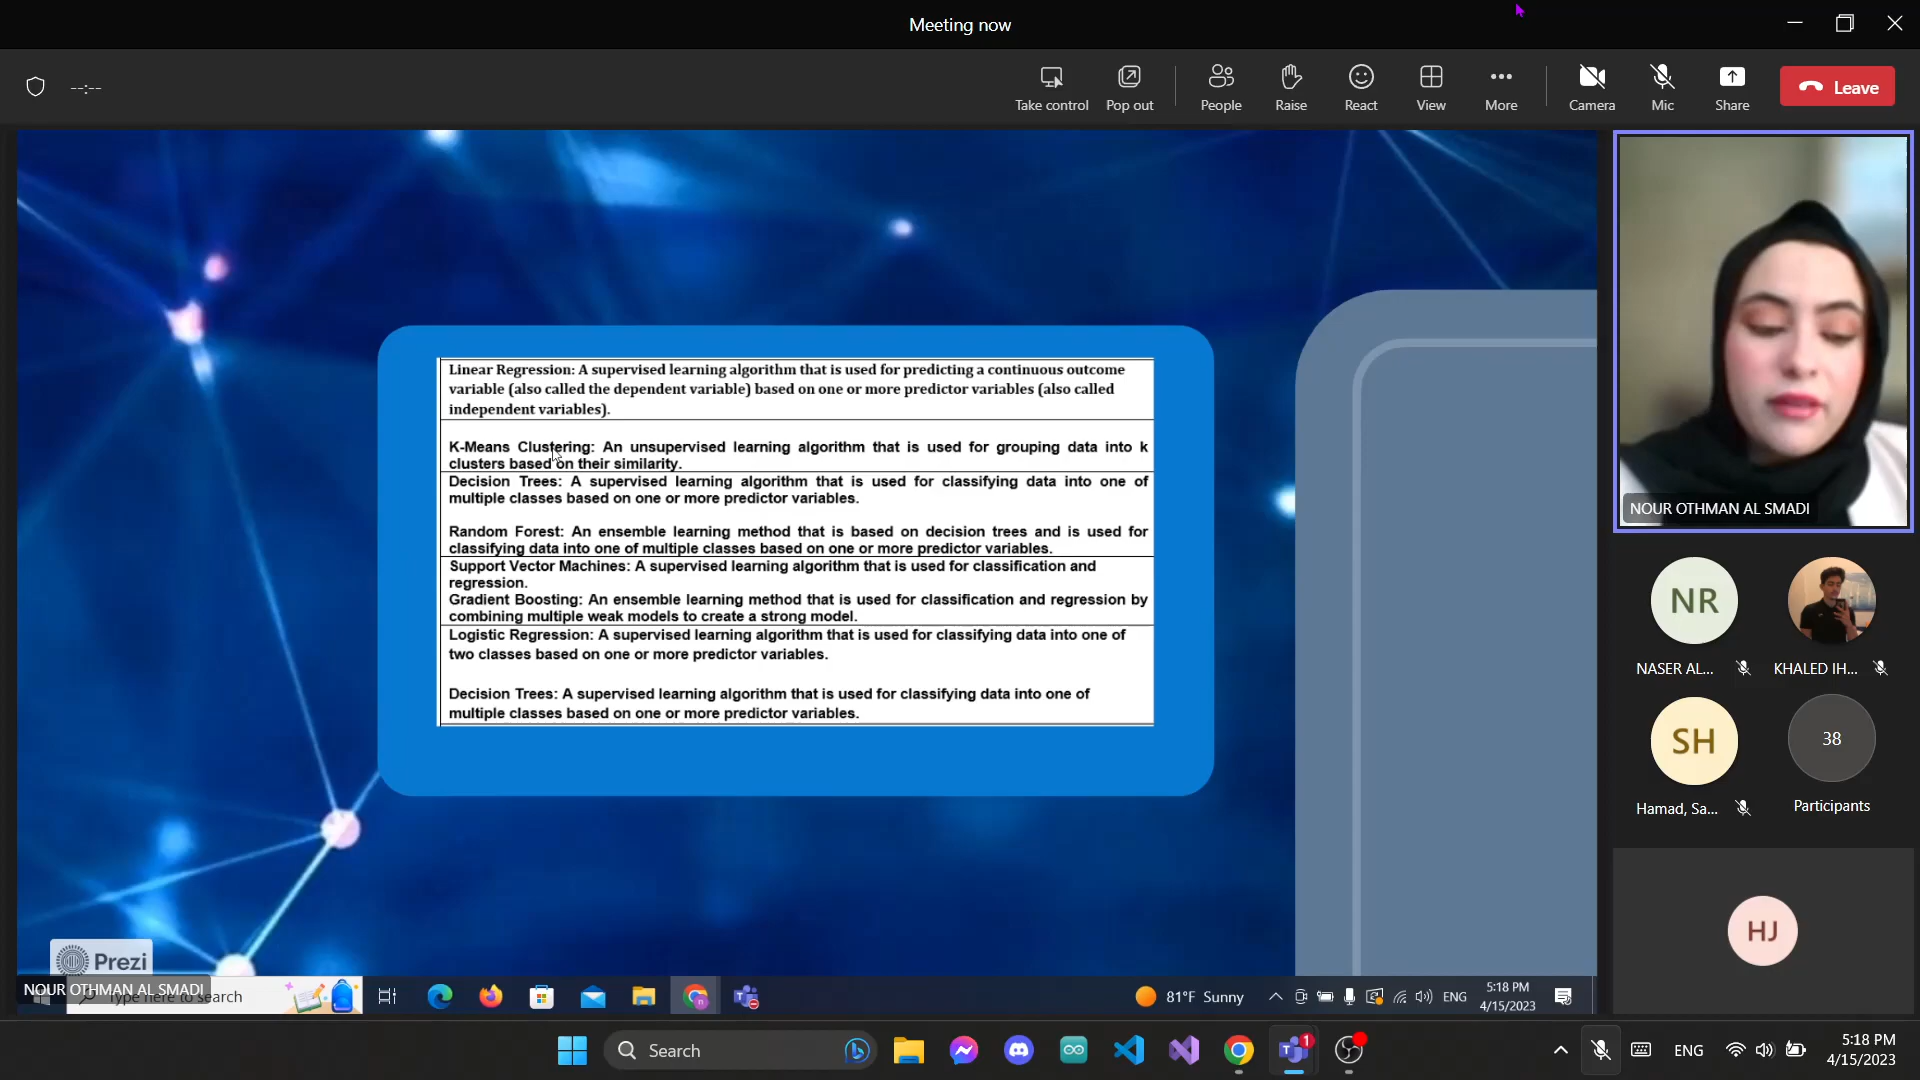 Meeting now
--:--
Take control
Pop out
People
Raise
React
View
More
Camera
Mic
Share
Leave
Linear Regression: A supervised learning algorithm that is used for predicting a continuous outcome
variable (also called the dependent variable) based on one or more predictor variables (also called
independent variables).
K-Means Clustering: An unsupervised learning algorithm that is used for grouping data into k
clusters based on their similarity.
Decision Trees: A supervised learning algorithm that is used for classifying data into one of
multiple classes based on one or more predictor variables.
Random Forest: An ensemble learning method that is based on decision trees and is used for
classifying data into one of multiple classes based on one or more predictor variables.
Support Vector Machines: A supervised learning algorithm that is used for classification and
regression.
Gradient Boosting: An ensemble learning method that is used for classification and regression by
combining multiple weak models to create a strong model.
Logistic Regression: A supervised learning algorithm that is used for classifying data into one of
two classes based on one or more predictor variables.
Decision Trees: A supervised learning algorithm that is used for classifying data into one of
multiple classes based on one or more predictor variables.
NOUR OTHMAN AL SMADI
NR
NASER AL...
KHALED IH...
SH
38
Hamad, Sa...
Participants
HJ
Prezi
NOUR OTHMAN AL SMADI
Type here to search
81°F Sunny
ENG
5:18 PM
4/15/2023
Search
1
ENG
5:18 PM
4/15/2023